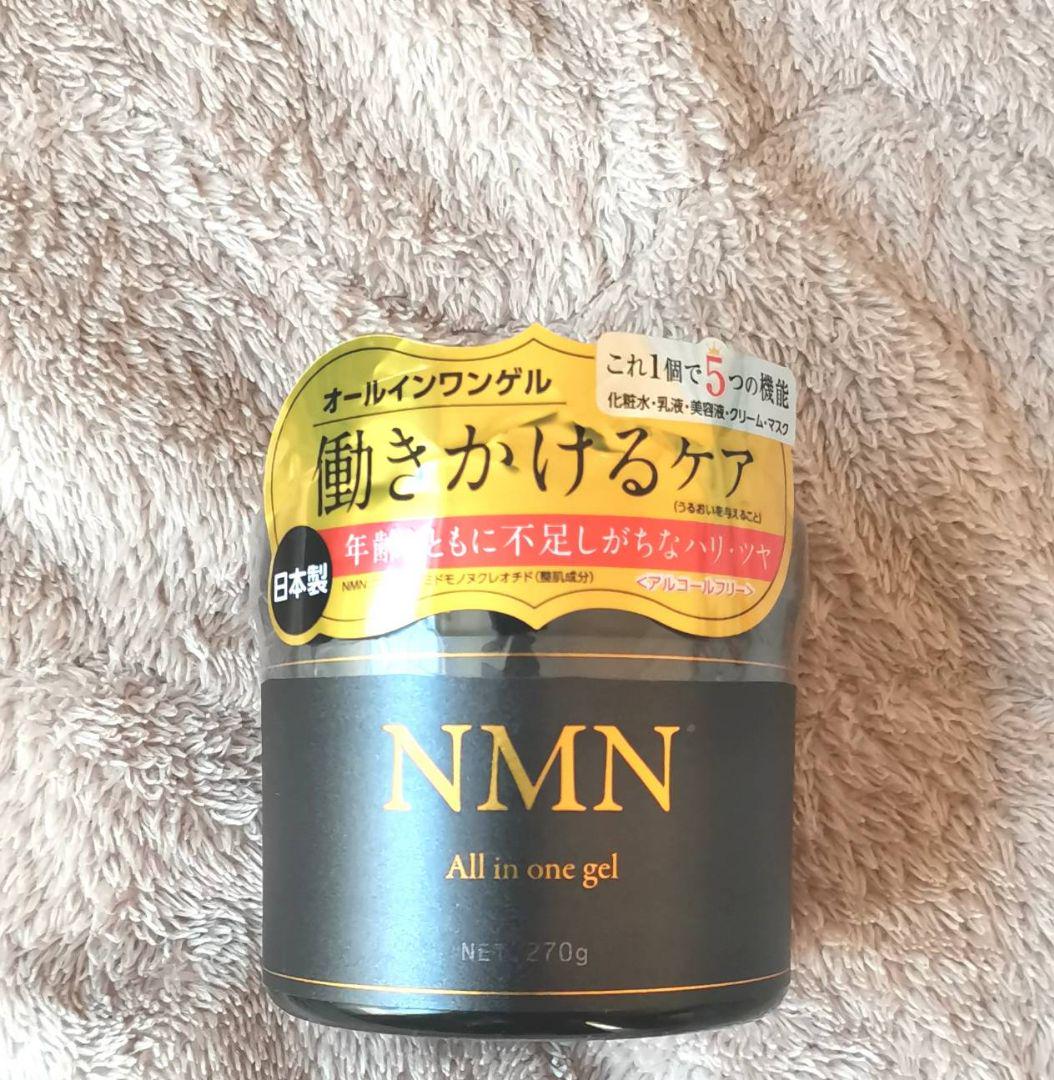 オールインワンゲル
これ1個で5つの機能
化粧水・乳液・美容液・クリーム・マスク
働きかけるケア
(うるおいを与えること)
年齢 ともに不足しがちなハリ・ツヤ
日本製
NMN ミドモノヌクレオチド(整肌成分)
<アルコールフリー>
NMN
All in one gel
NET. 270g